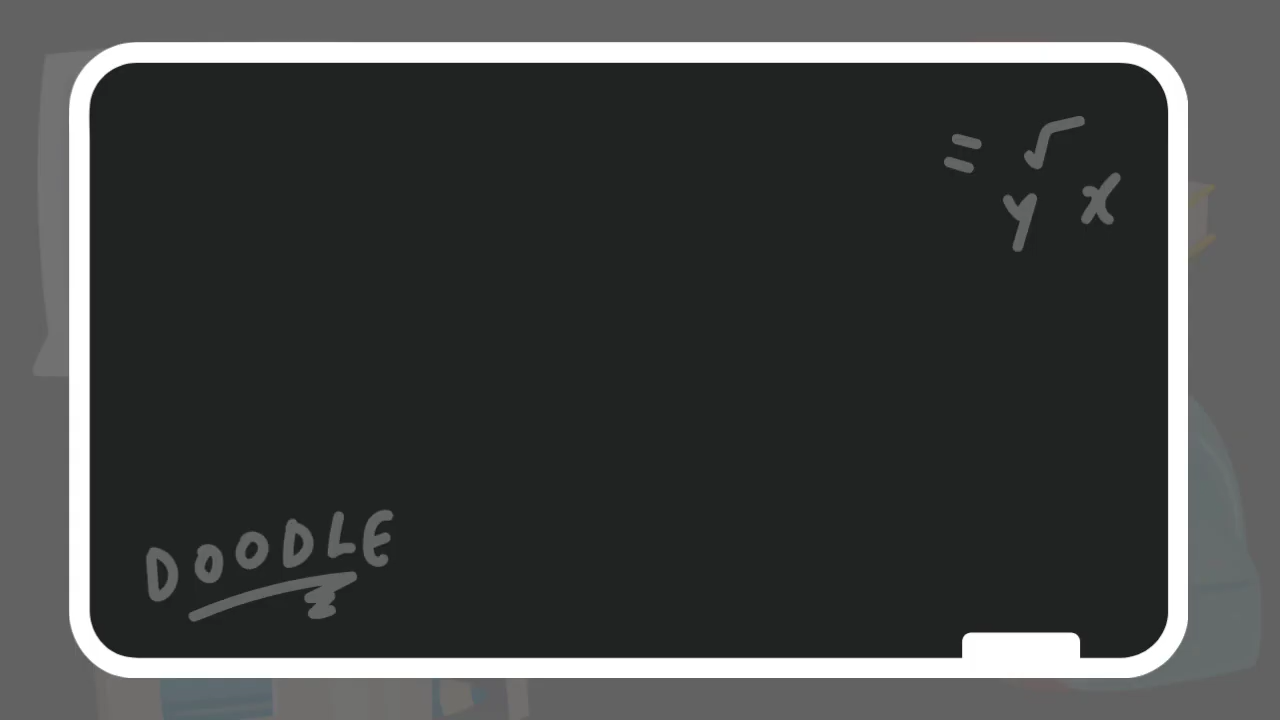 = √
y x
DOODLE